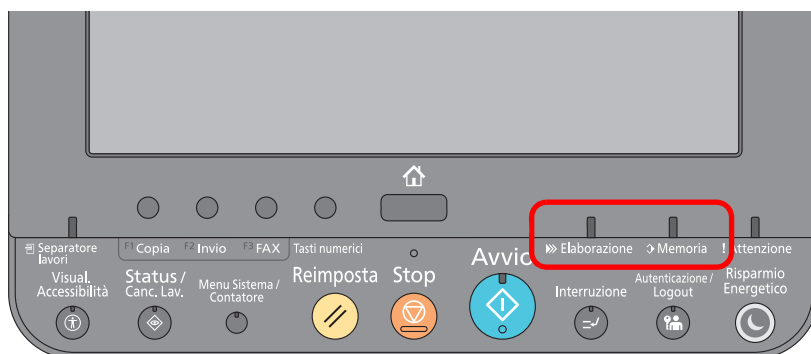 Separatore
lavori
F1 Copia F2 Invio F3 FAX
Tasti numerici
Avvio
Elaborazione
Memoria
! Attenzione
Visual.
Accessibilità
Status /
Canc. Lav.
Menu Sistema /
Contatore
Reimposta
Stop
Interruzione
Autenticazione /
Logout
Risparmio
Energetico